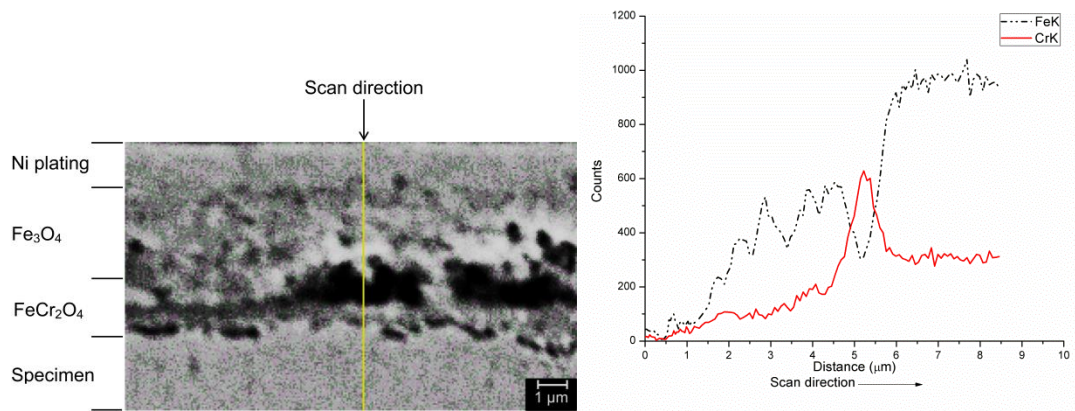 Scan direction
Ni plating
Fe₃O₄
FeCr₂O₄
Specimen
1 μm
1200
1000
800
600
400
200
0
Counts
FeK
CrK
0 1 2 3 4 5 6 7 8 9 10
Distance (μm)
Scan direction